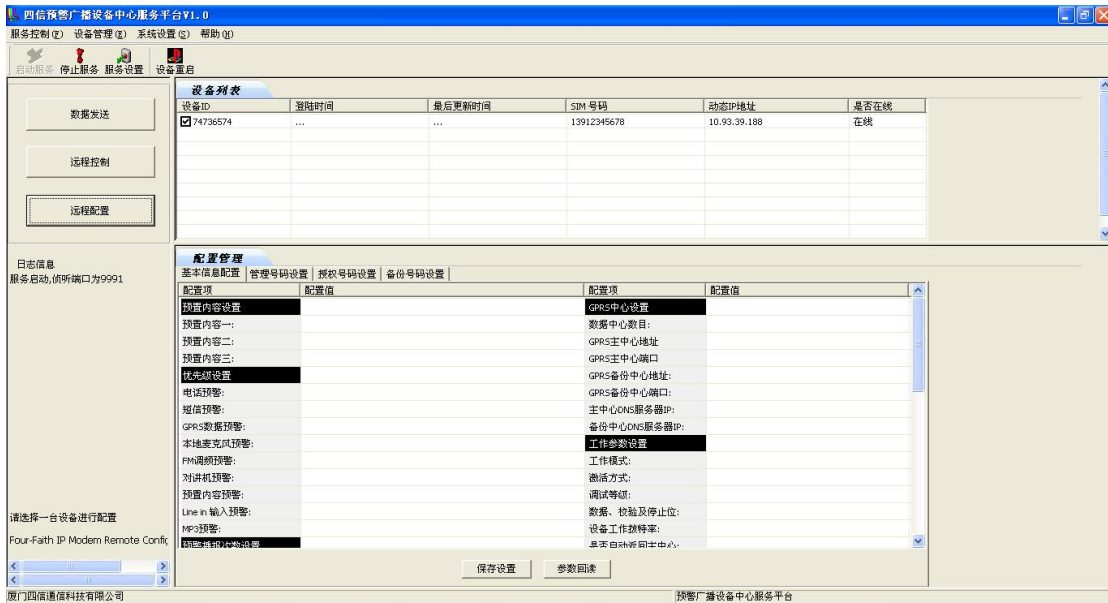 四信预警广播设备中心服务平台V1.0
服务控制(F) 设备管理(E) 系统设置(S) 帮助(H)
启动服务 停止服务 服务设置 设备重启
数据发送
远程控制
远程配置
设备列表
设备ID 登陆时间 最后更新时间 SIM 号码 动态IP地址 是否在线
74736574 ... ... 13912345678 10.93.39.188 在线
日志信息
服务启动,侦听端口为9991
请选择一台设备进行配置
Four-Faith IP Modem Remote Config
配置管理
基本信息配置 管理号码设置 授权号码设置 备份号码设置
配置项 配置值 配置项 配置值
预置内容设置 GPRS中心设置
预置内容一: 数据中心数目:
预置内容二: GPRS主中心地址
预置内容三: GPRS主中心端口
优先级设置 GPRS备份中心地址:
电话预警: GPRS备份中心端口:
短信预警: 主中心DNS服务器IP:
GPRS数据预警: 备份中心DNS服务器IP:
本地麦克风预警: 工作参数设置
FM调频预警: 工作模式:
对讲机预警: 激活方式:
预置内容预警: 调试等级:
Line in 输入预警: 数据、校验及停止位:
MP3预警: 设备工作拨特率:
预警播报次数设置 是否自动返回主中心:
保存设置 参数回读
厦门四信通信科技有限公司 预警广播设备中心服务平台